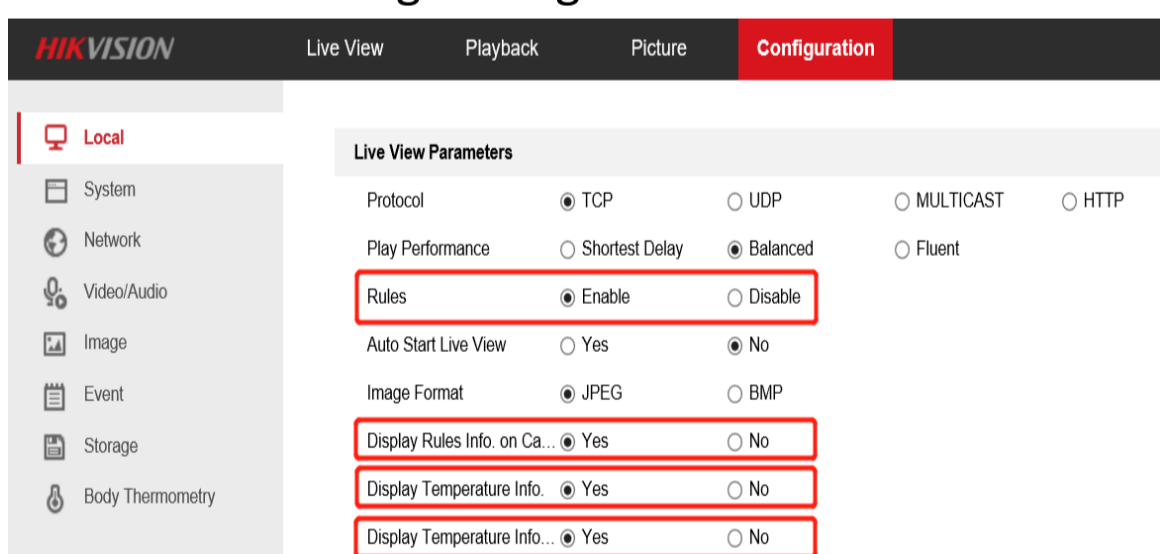 HIKVISION Live View Playback Picture Configuration
Local
Live View Parameters
System
Protocol TCP UDP MULTICAST HTTP
Network
Play Performance Shortest Delay Balanced Fluent
Video/Audio
Rules Enable Disable
Image
Auto Start Live View Yes No
Event
Image Format JPEG BMP
Storage
Display Rules Info. on Ca... Yes No
Body Thermometry
Display Temperature Info. Yes No
Display Temperature Info... Yes No